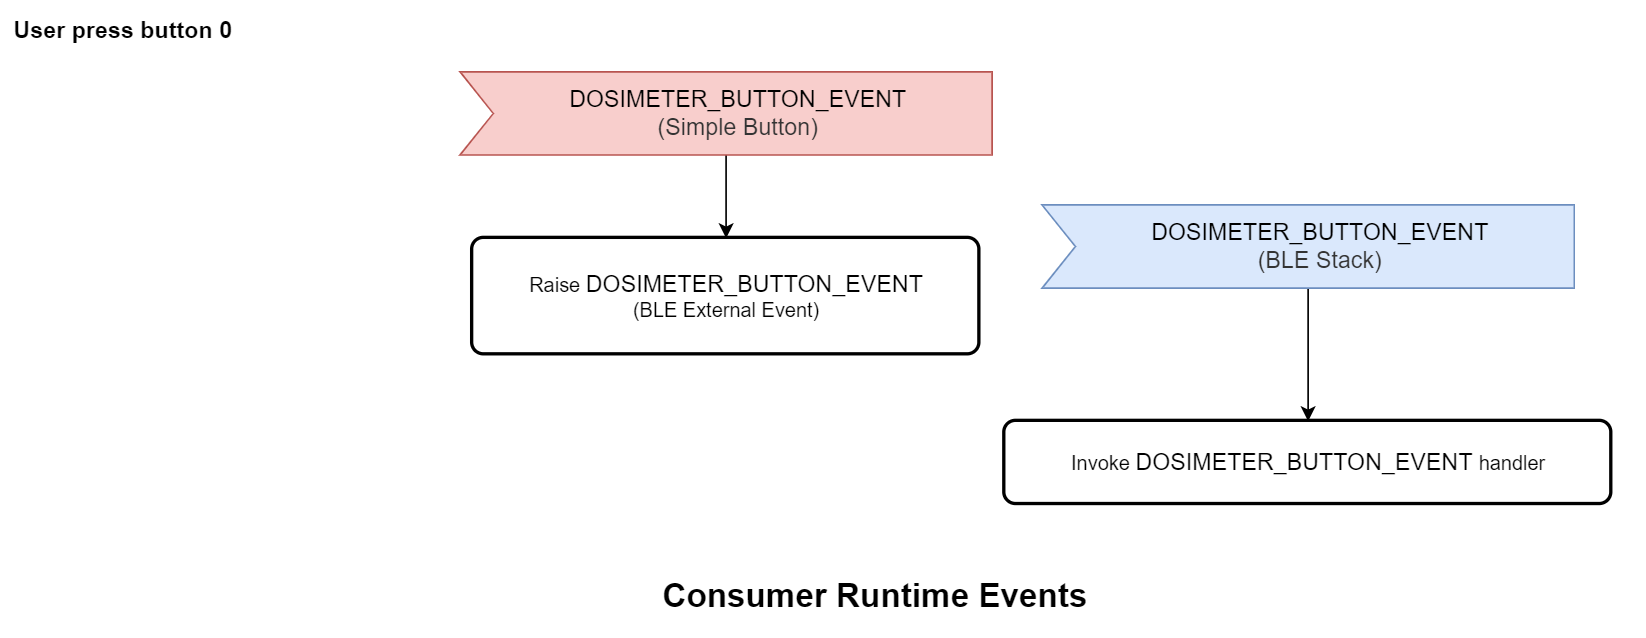 User press button 0
DOSIMETER_BUTTON_EVENT
(Simple Button)
DOSIMETER_BUTTON_EVENT
(BLE Stack)
Raise DOSIMETER_BUTTON_EVENT
(BLE External Event)
Invoke DOSIMETER_BUTTON_EVENT handler
Consumer Runtime Events